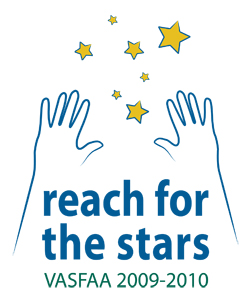 reach for
the stars
VASFAA 2009-2010